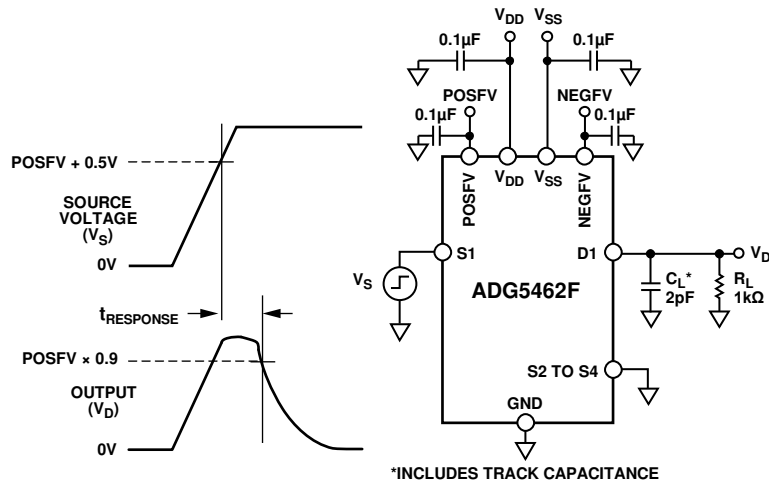 V_DD V_SS
0.1µF 0.1µF
POSFV NEGFV
0.1µF 0.1µF
POSFV V_DD V_SS NEGFV
POSFV + 0.5V
SOURCE
VOLTAGE
(V_S)
0V
t_RESPONSE
POSFV × 0.9
OUTPUT
(V_D)
0V
V_S
S1
D1
V_D
ADG5462F
C_L*
2pF
R_L
1kΩ
S2 TO S4
GND
*INCLUDES TRACK CAPACITANCE